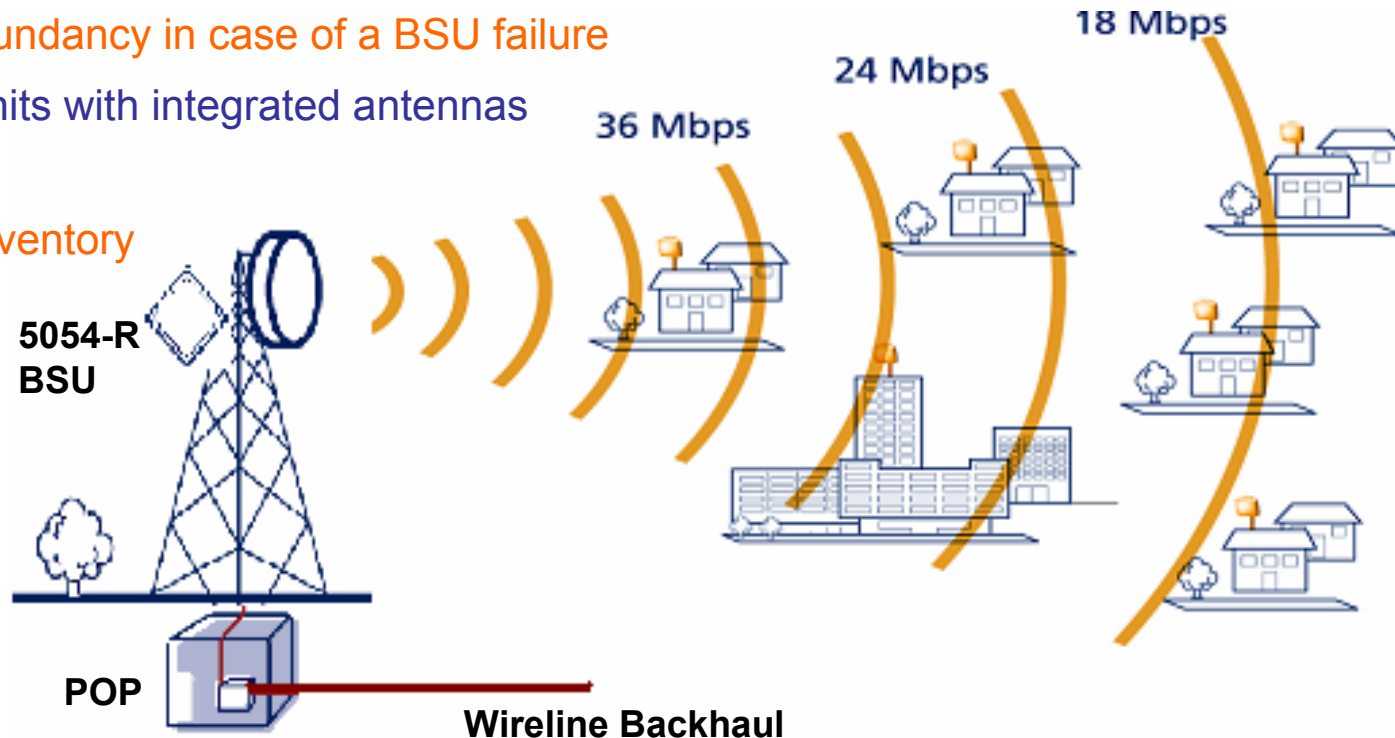 undancy in case of a BSU failure
18 Mbps
24 Mbps
nits with integrated antennas
36 Mbps
ventory
5054-R
BSU
POP
Wireline Backhaul